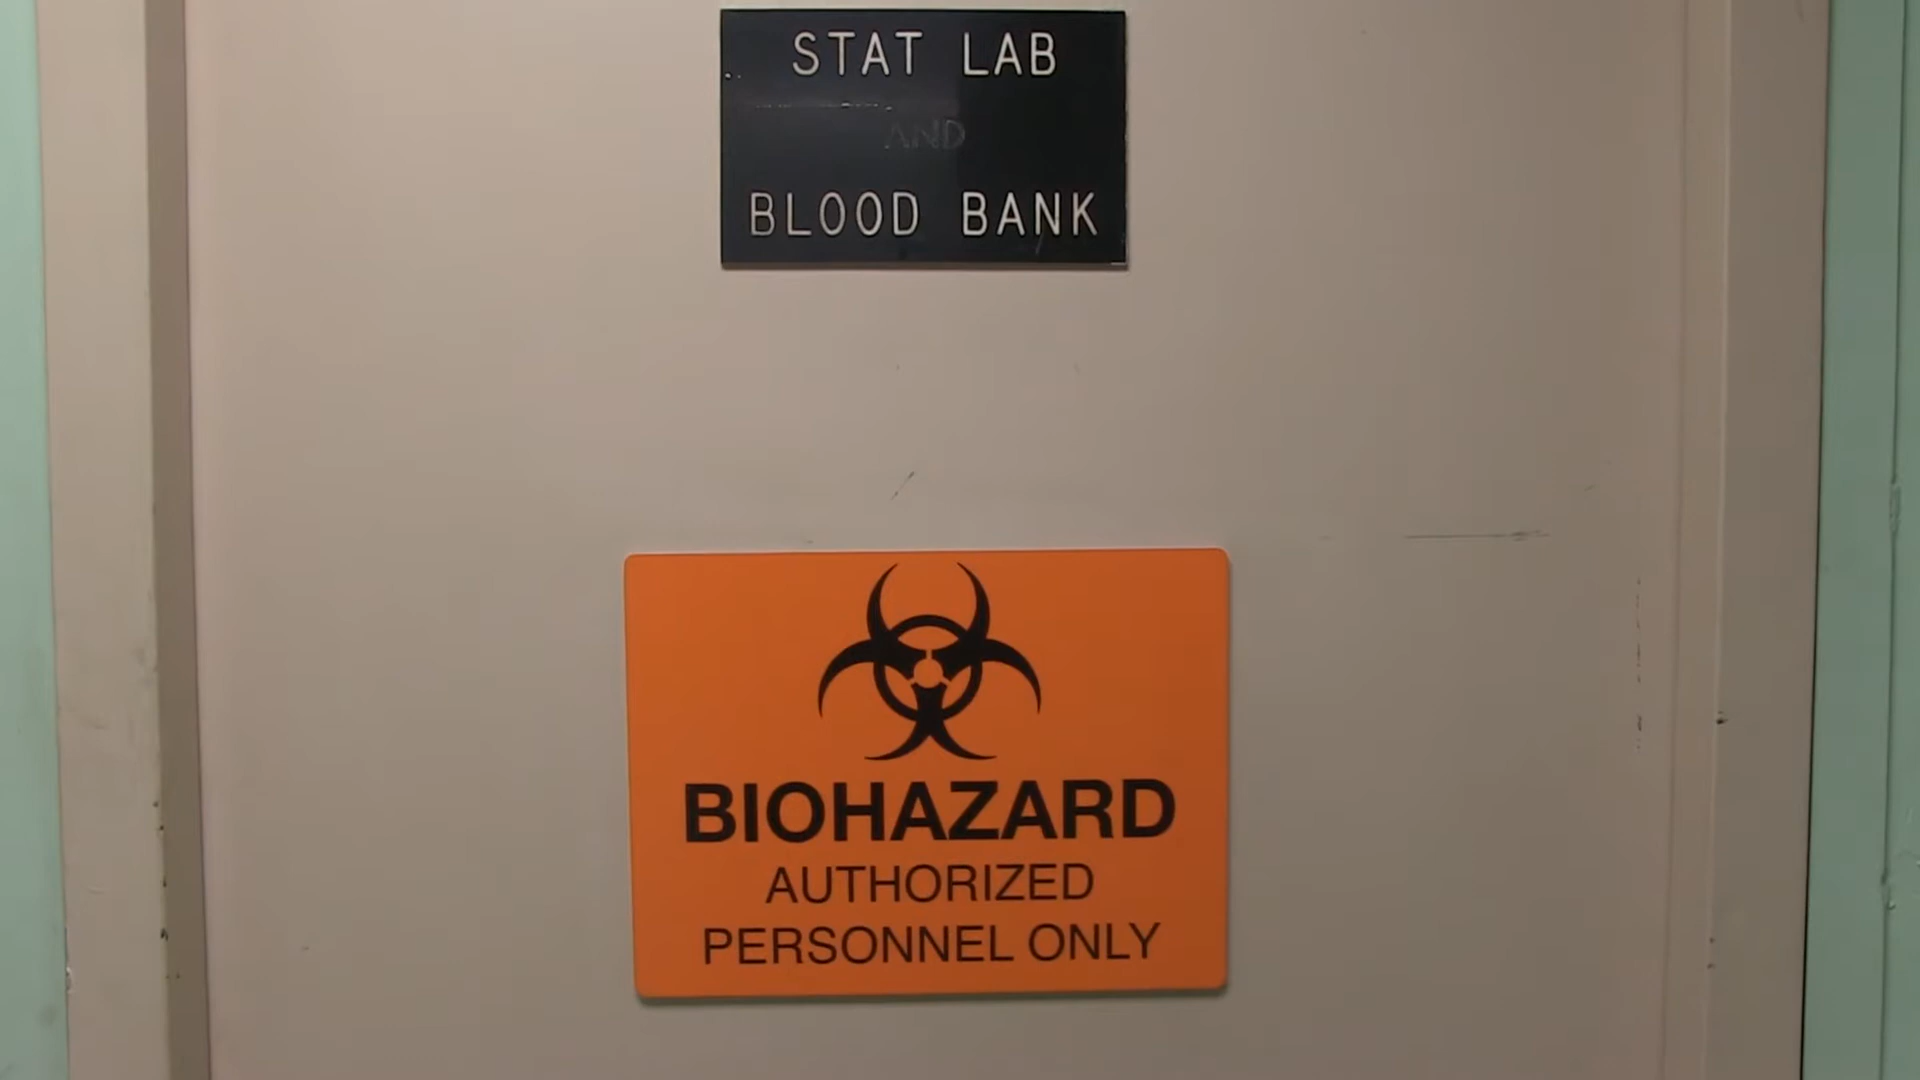 STAT LAB
AND
BLOOD BANK
BIOHAZARD
AUTHORIZED
PERSONNEL ONLY